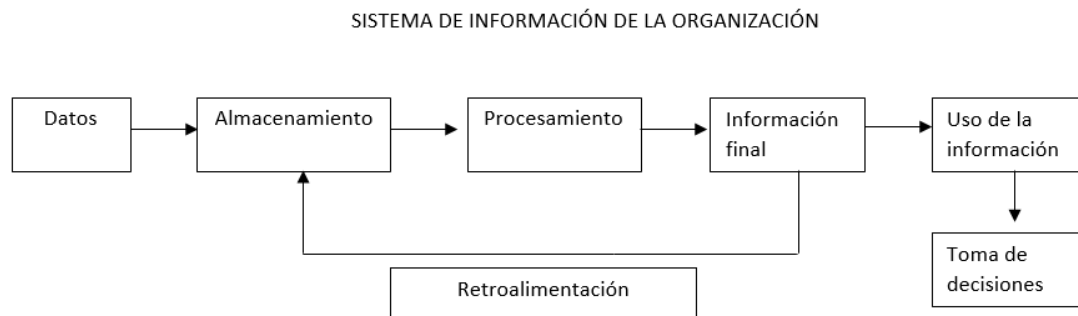 SISTEMA DE INFORMACIÓN DE LA ORGANIZACIÓN
Datos
Almacenamiento
Procesamiento
Información
final
Uso de la
información
Toma de
decisiones
Retroalimentación